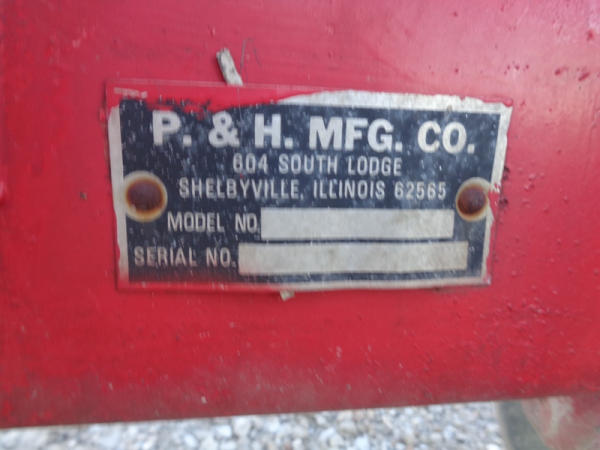 P. & H. MFG. CO.
604 SOUTH LODGE
SHELBYVILLE, ILLINOIS 62565
MODEL NO.
SERIAL NO.